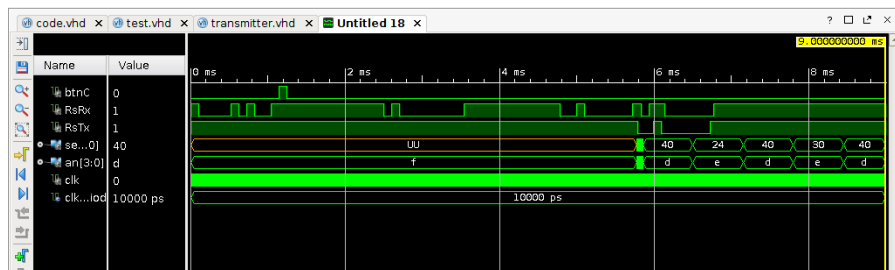 code.vhd × test.vhd × transmitter.vhd × Untitled 18 ×
9.000000000 ms
Name Value
0 ms 2 ms 4 ms 6 ms 8 ms
btnC 0
RsRx 1
RsTx 1
se...0] 40 UU 40 24 40 30 40
an[3:0] d f d e d e d
clk 0
clk...iod 10000 ps 10000 ps